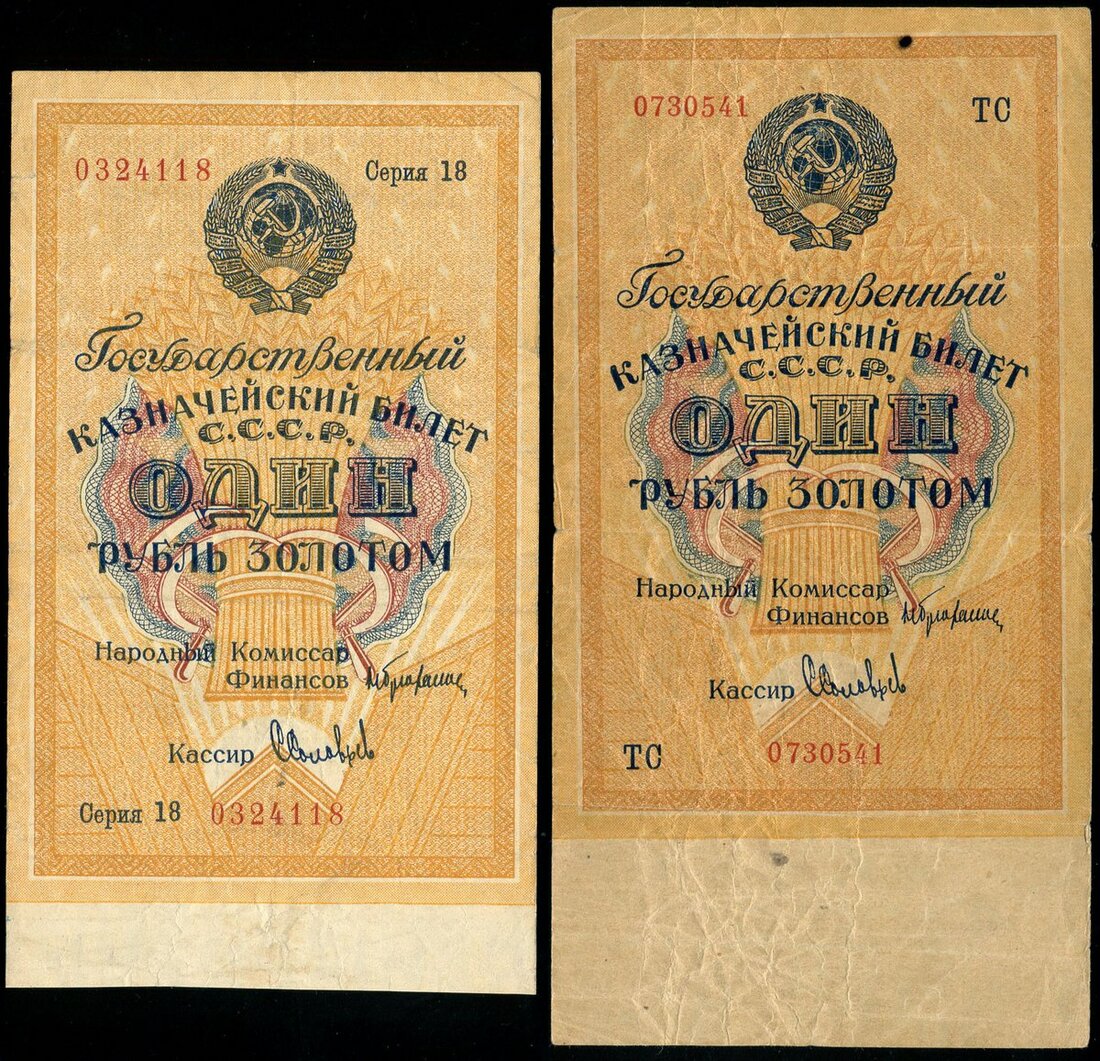 0324118 Серия 18
Государственный
КАЗНАЧЕЙСКИЙ БИЛЕТ
С.С.С.Р.
ОДИН
РУБЛЬ ЗОЛОТОМ
Народный Комиссар
Финансов
Кассир
Серия 18 0324118
0730541 ТС
Государственный
КАЗНАЧЕЙСКИЙ БИЛЕТ
С.С.С.Р.
ОДИН
РУБЛЬ ЗОЛОТОМ
Народный Комиссар
Финансов
Кассир
ТС 0730541